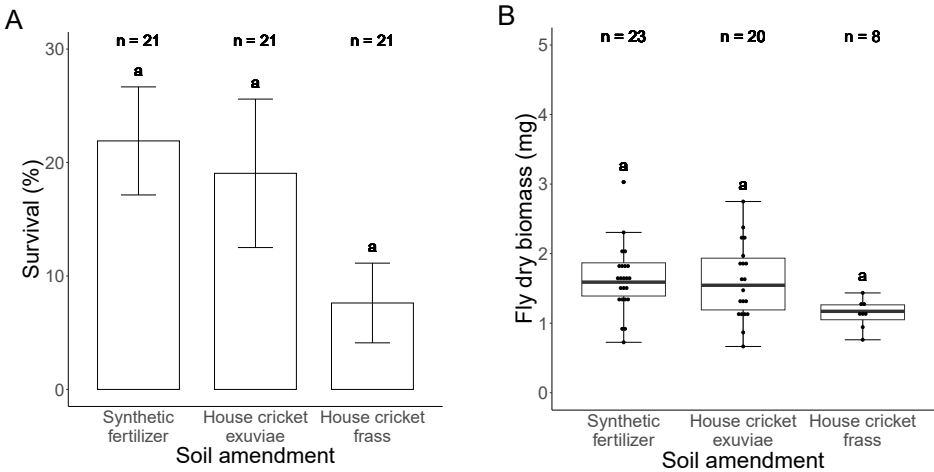 A
n = 21
n = 21
n = 21
30
20
10
0
a
a
a
Survival (%)
Synthetic
fertilizer
House cricket
exuviae
House cricket
frass
Soil amendment
B
n = 23
n = 20
n = 8
5
4
3
2
1
0
a
a
a
Fly dry biomass (mg)
Synthetic
fertilizer
House cricket
exuviae
House cricket
frass
Soil amendment